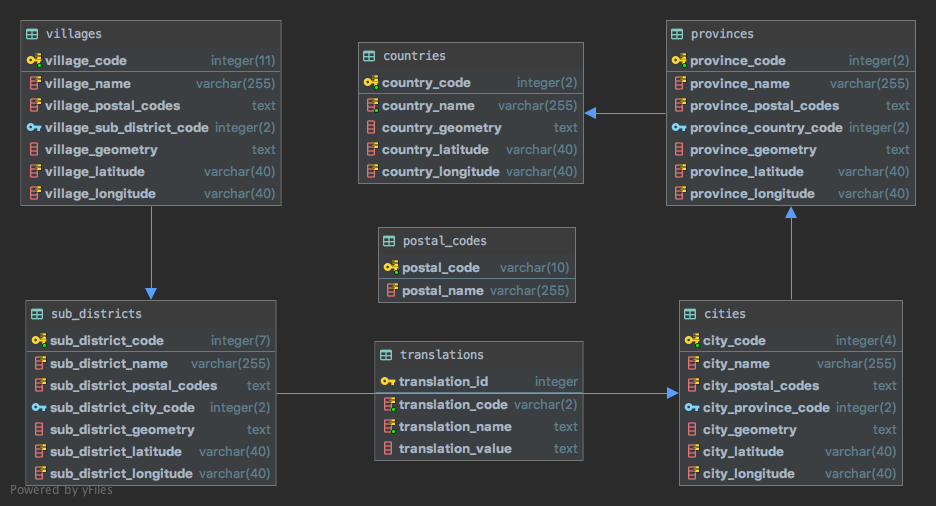 villages
village_code integer(11)
village_name varchar(255)
village_postal_codes text
village_sub_district_code integer(2)
village_geometry text
village_latitude varchar(40)
village_longitude varchar(40)
countries
country_code integer(2)
country_name varchar(255)
country_geometry text
country_latitude varchar(40)
country_longitude varchar(40)
provinces
province_code integer(2)
province_name varchar(255)
province_postal_codes text
province_country_code integer(2)
province_geometry text
province_latitude varchar(40)
province_longitude varchar(40)
postal_codes
postal_code varchar(10)
postal_name varchar(255)
sub_districts
sub_district_code integer(7)
sub_district_name varchar(255)
sub_district_postal_codes text
sub_district_city_code integer(2)
sub_district_geometry text
sub_district_latitude varchar(40)
sub_district_longitude varchar(40)
translations
translation_id integer
translation_code varchar(2)
translation_name text
translation_value text
cities
city_code integer(4)
city_name varchar(255)
city_postal_codes text
city_province_code integer(2)
city_geometry text
city_latitude varchar(40)
city_longitude varchar(40)
Powered by yFiles